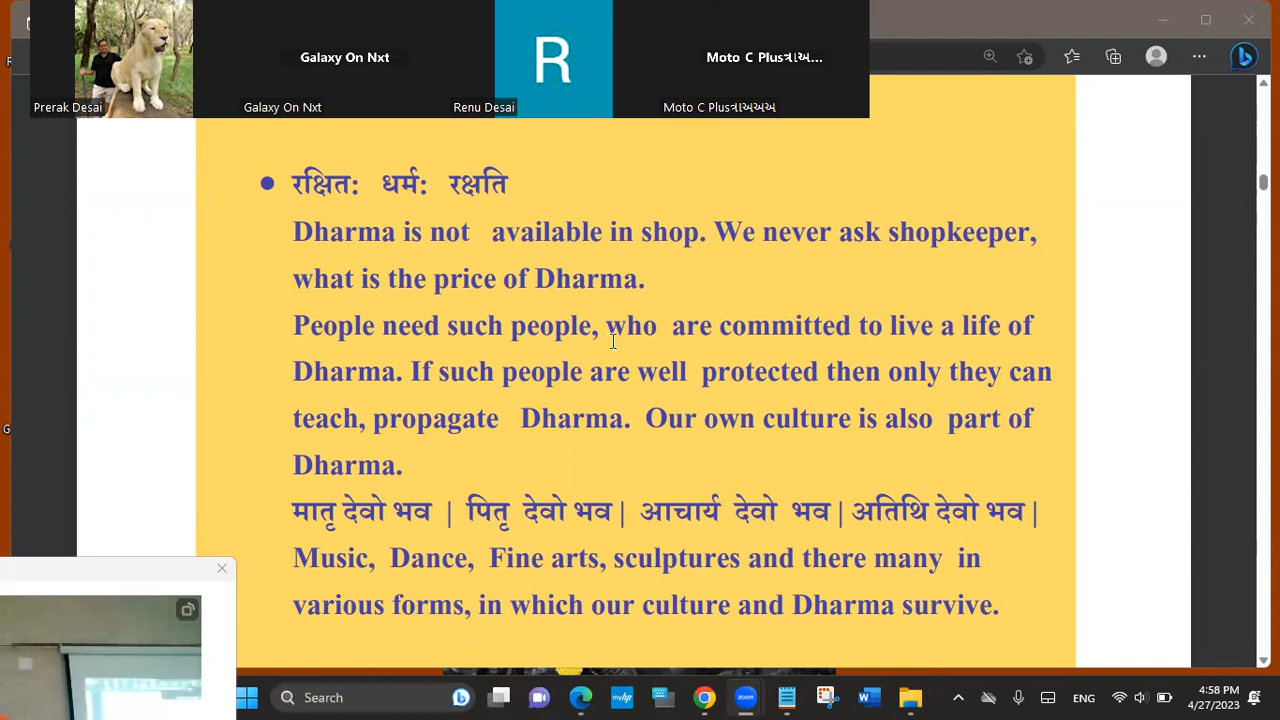 Galaxy On Nxt
R
Moto C Plusત્રાઅ...
Prerak Desai
Galaxy On Nxt
Renu Desai
Moto C Plusત્રાઅઅઅ
रक्षितः धर्मः रक्षति
Dharma is not available in shop. We never ask shopkeeper,
what is the price of Dharma.
People need such people, who are committed to live a life of
Dharma. If such people are well protected then only they can
teach, propagate Dharma. Our own culture is also part of
Dharma.
मातृ देवो भव | पितृ देवो भव | आचार्य देवो भव | अतिथि देवो भव |
Music, Dance, Fine arts, sculptures and there many in
various forms, in which our culture and Dharma survive.
Search
myhp
zoom
ENG
4:58 PM
4/27/2023